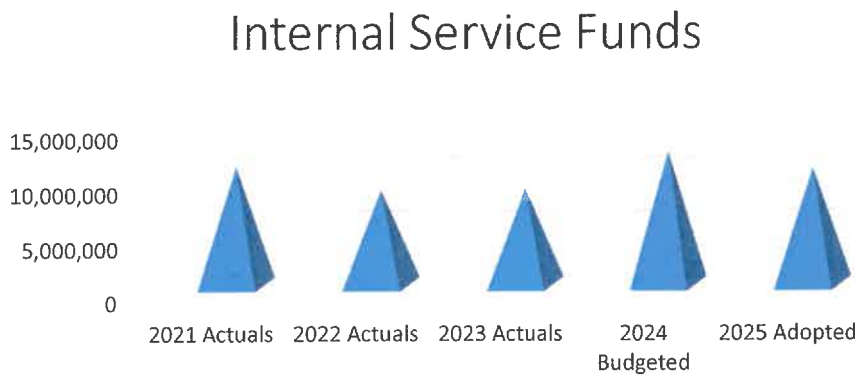 Internal Service Funds
15,000,000
10,000,000
5,000,000
0
2021 Actuals
2022 Actuals
2023 Actuals
2024
Budgeted
2025 Adopted